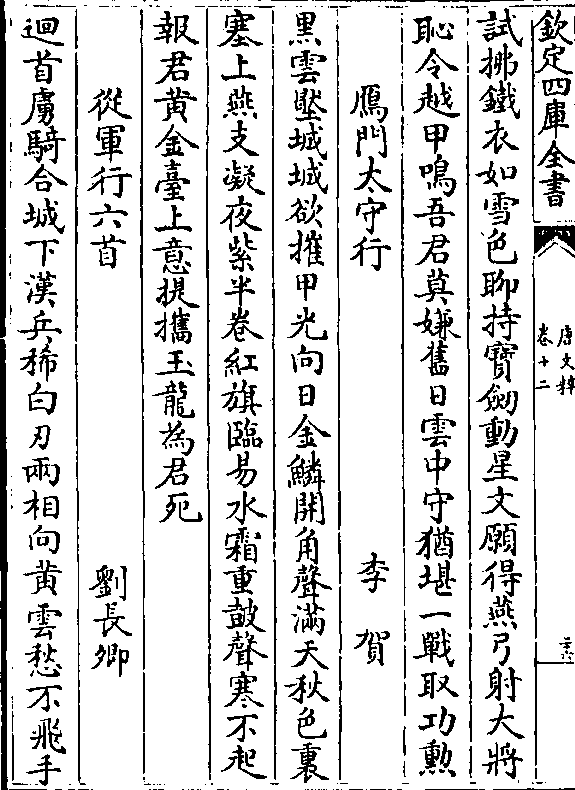 欽定四庫全書
唐文粹
卷十二
二十六
試拂鐵衣如雪色聊持寶劒動星文願得燕弓射大將
恥令越甲鳴吾君莫嫌舊日雲中守猶堪一戰取功勲
鴈門太守行 李賀
黒雲壓城城欲摧甲光向日金鱗開角聲滿天秋色裏
塞上燕支凝夜紫半卷紅旗臨易水霜重鼓聲寒不起
報君黄金臺上意提攜玉龍為君死
從軍行六首 劉長卿
迴首虜騎合城下漢兵稀白刃兩相向黄雲愁不飛手